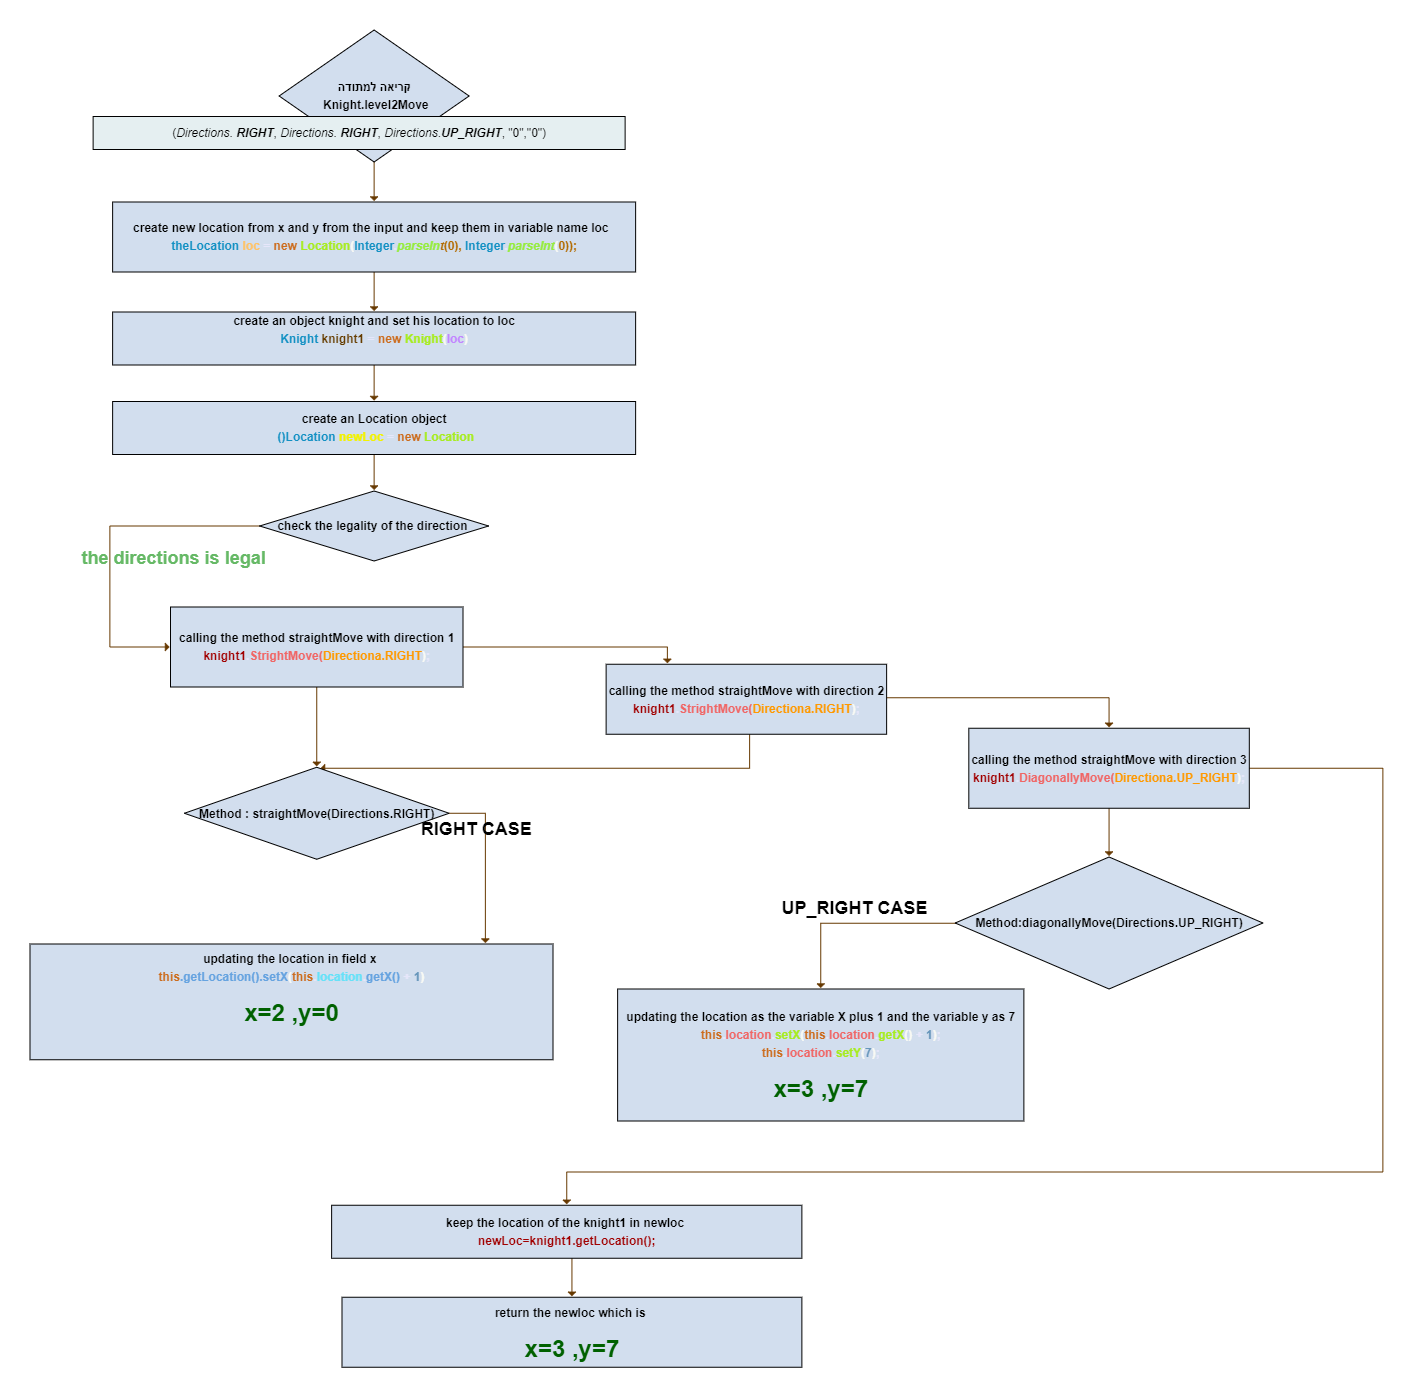 קריאה למתודה
Knight.level2Move
(Directions. RIGHT, Directions. RIGHT, Directions.UP_RIGHT, "0","0")
create new location from x and y from the input and keep them in variable name loc
theLocation loc = new Location(Integer.parseInt(0), Integer.parseInt(0));
create an object knight and set his location to loc
Knight knight1 = new Knight(loc)
create an Location object
()Location newLoc = new Location
check the legality of the direction
the directions is legal
calling the method straightMove with direction 1
knight1.StrightMove(Directiona.RIGHT);
calling the method straightMove with direction 2
knight1.StrightMove(Directiona.RIGHT);
calling the method straightMove with direction 3
knight1.DiagonallyMove(Directiona.UP_RIGHT);
Method : straightMove(Directions.RIGHT)
RIGHT CASE
UP_RIGHT CASE
Method:diagonallyMove(Directions.UP_RIGHT)
updating the location in field x
this.getLocation().setX(this.location.getX() + 1)
x=2 ,y=0
updating the location as the variable X plus 1 and the variable y as 7
this.location.setX(this.location.getX() + 1);
this.location.setY(7);
x=3 ,y=7
keep the location of the knight1 in newloc
newLoc=knight1.getLocation();
return the newloc which is
x=3 ,y=7